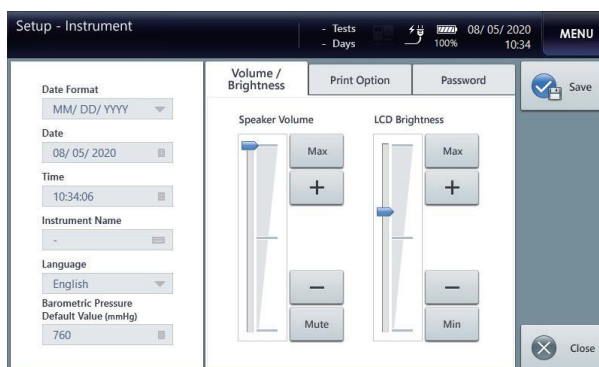 Setup - Instrument
- Tests
- Days
100%
08/ 05/ 2020
10:34
MENU
Date Format
MM/ DD/ YYYY
Date
08/ 05/ 2020
Time
10:34:06
Instrument Name
-
Language
English
Barometric Pressure
Default Value (mmHg)
760
Volume /
Brightness
Print Option
Password
Speaker Volume
LCD Brightness
Max
Max
+
+
−
−
Mute
Min
Save
Close